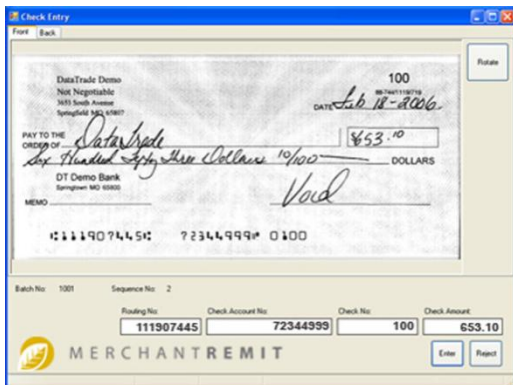 Check Entry
Front Back
Rotate
DataTrade Demo
Not Negotiable
3653 South Avenue
Springfield MO 65807
100
DATE Feb 18-2006
PAY TO THE
ORDER OF DataTrade
$653.10
Six Hundred Fifty Three Dollars 10/100 DOLLARS
DT Demo Bank
Springtown MO 65800
Void
MEMO
⑆111907445⑆ 72344999⑈ 0100
Batch No: 1001 Sequence No: 2
Routing No: Check Account No: Check No: Check Amount:
111907445 72344999 100 653.10
MERCHANTREMIT
Enter Reject